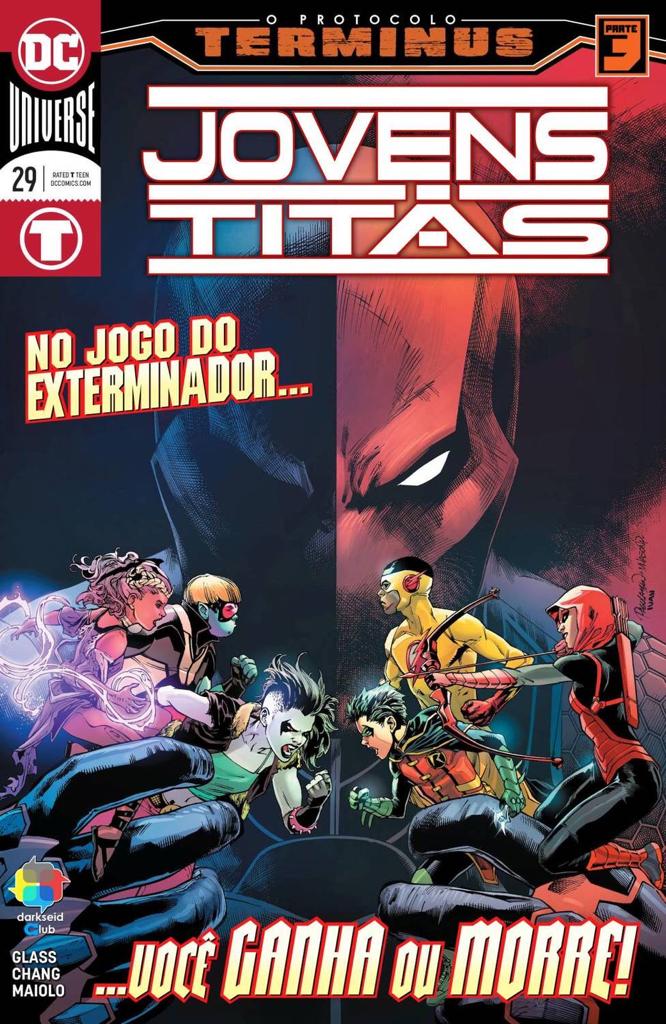 O PROTOCOLO
TERMINUS
PARTE
3
DC
UNIVERSE
29
RATED T TEEN
DCCOMICS.COM
T
JOVENS
TITÃS
NO JOGO DO
EXTERMINADOR...
darkseid
Club
GLASS
CHANG
MAIOLO
...VOCÊ GANHA OU MORRE!